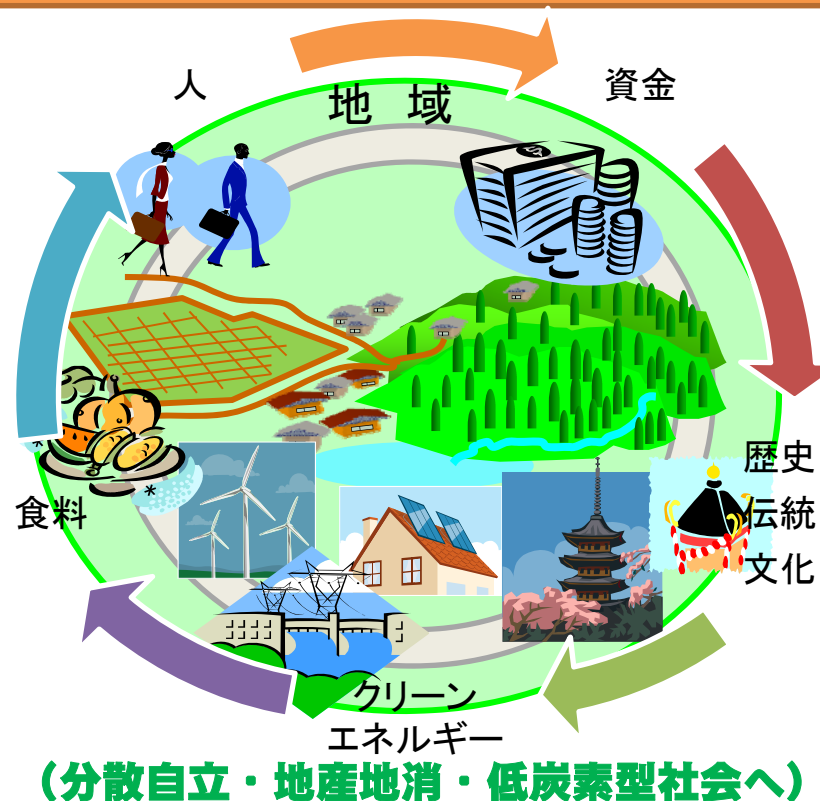 人
地 域
資金
歴史
伝統
文化
食料
クリーン
エネルギー
（分散自立・地産地消・低炭素型社会へ）